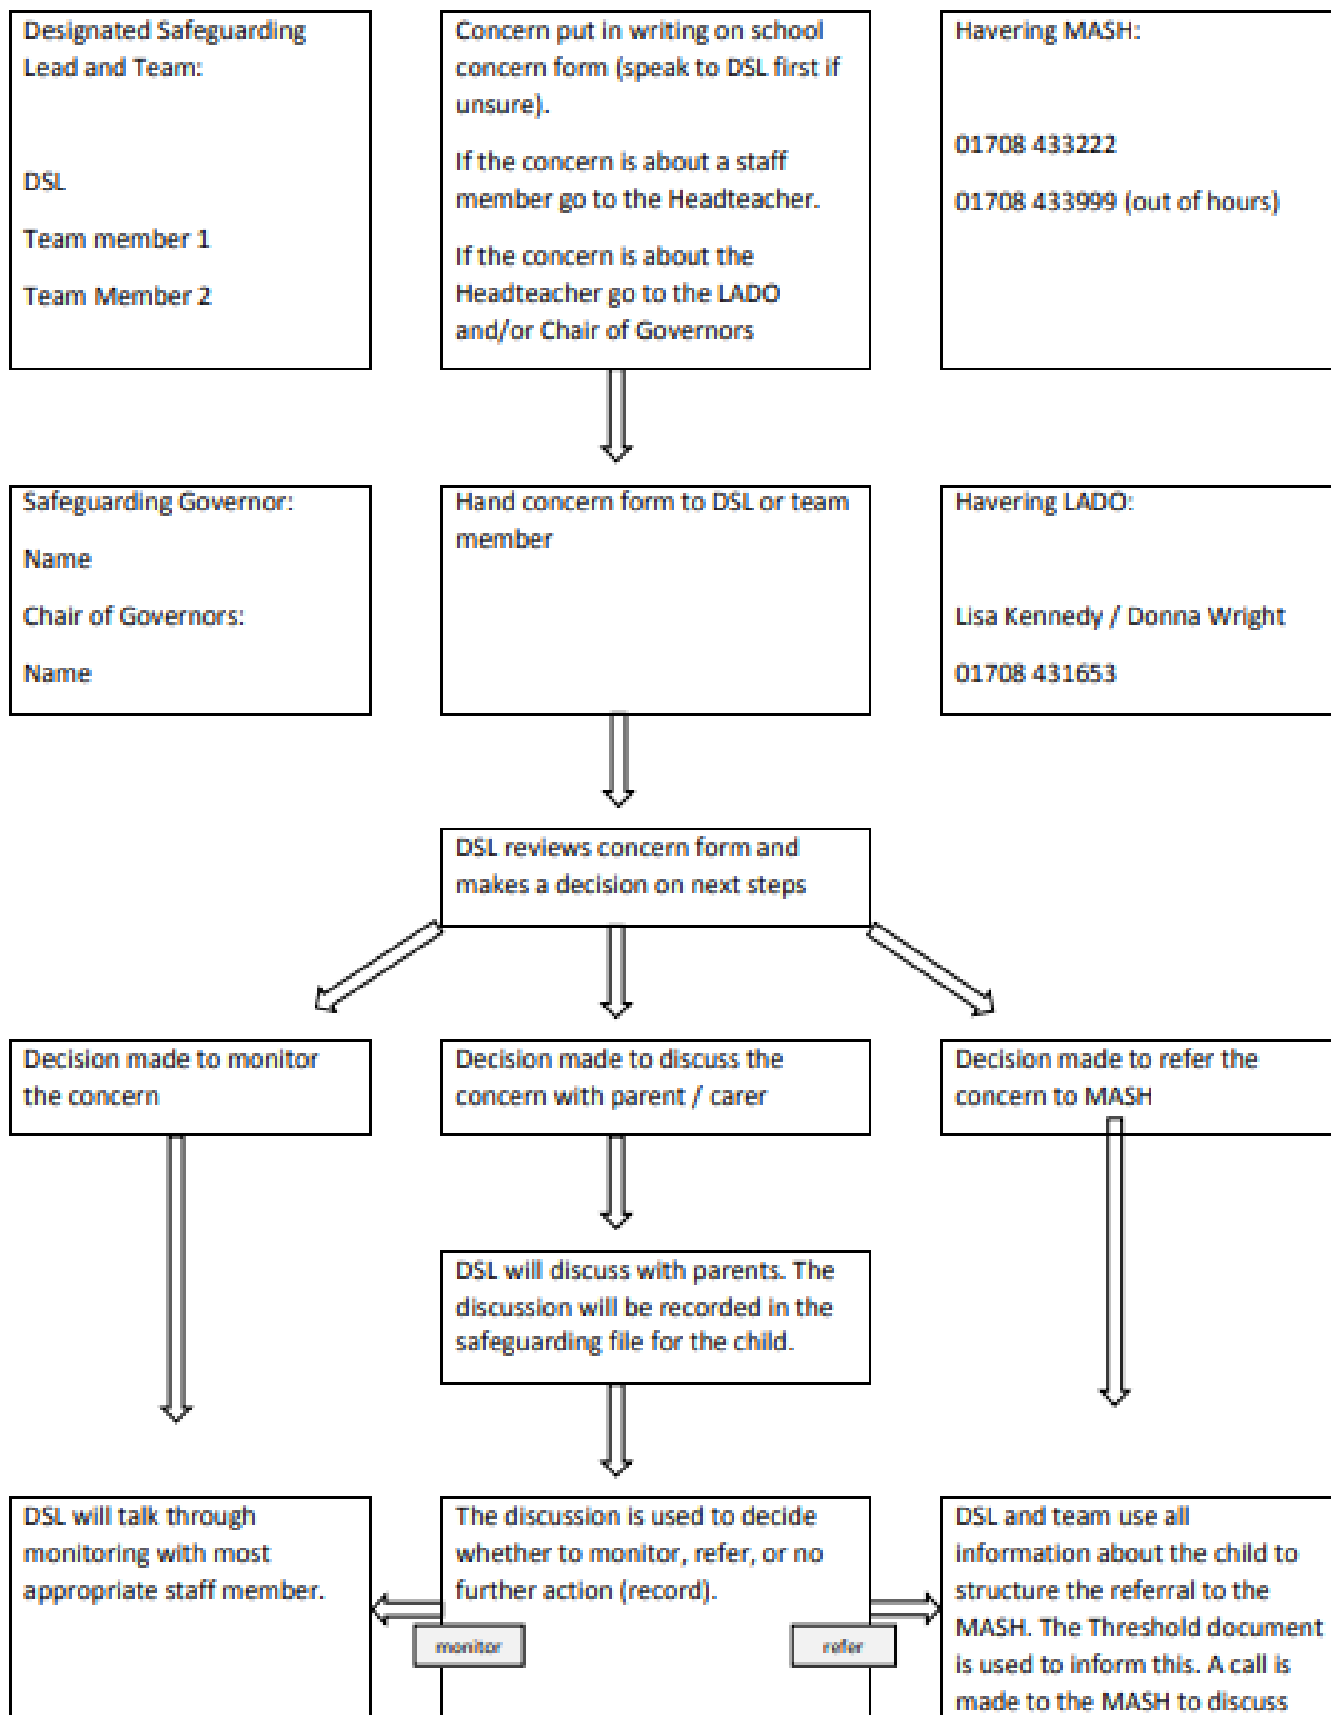 Designated Safeguarding
Lead and Team:
DSL
Team member 1
Team Member 2
Concern put in writing on school
concern form (speak to DSL first if
unsure).
If the concern is about a staff
member go to the Headteacher.
If the concern is about the
Headteacher go to the LADO
and/or Chair of Governors
Havering MASH:
01708 433222
01708 433999 (out of hours)
Safeguarding Governor:
Name
Chair of Governors:
Name
Hand concern form to DSL or team
member
Havering LADO:
Lisa Kennedy / Donna Wright
01708 431653
DSL reviews concern form and
makes a decision on next steps
Decision made to monitor
the concern
Decision made to discuss the
concern with parent / carer
Decision made to refer the
concern to MASH
DSL will discuss with parents. The
discussion will be recorded in the
safeguarding file for the child.
DSL will talk through
monitoring with most
appropriate staff member.
The discussion is used to decide
whether to monitor, refer, or no
further action (record).
monitor
refer
DSL and team use all
information about the child to
structure the referral to the
MASH. The Threshold document
is used to inform this. A call is
made to the MASH to discuss